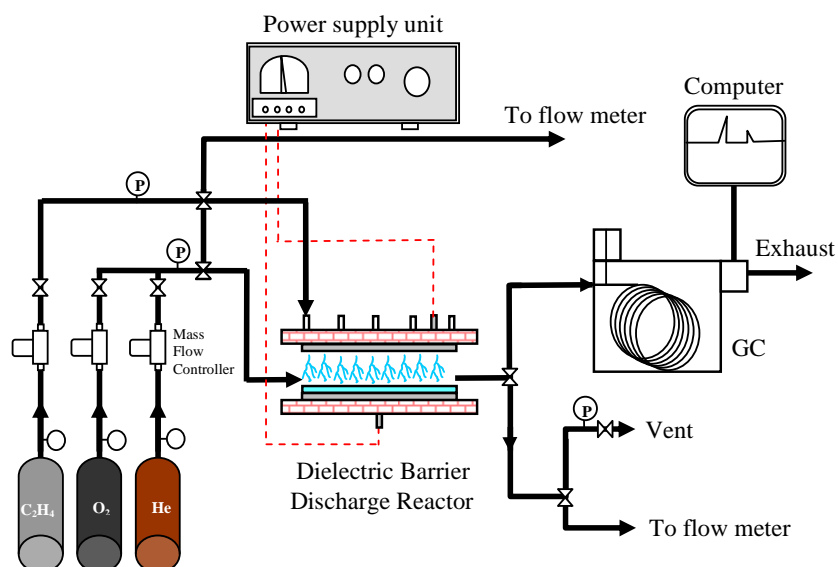 Power supply unit
Computer
To flow meter
P
Exhaust
P
Mass
Flow
Controller
GC
P
Vent
Dielectric Barrier
Discharge Reactor
C₂H₄
O₂
He
To flow meter